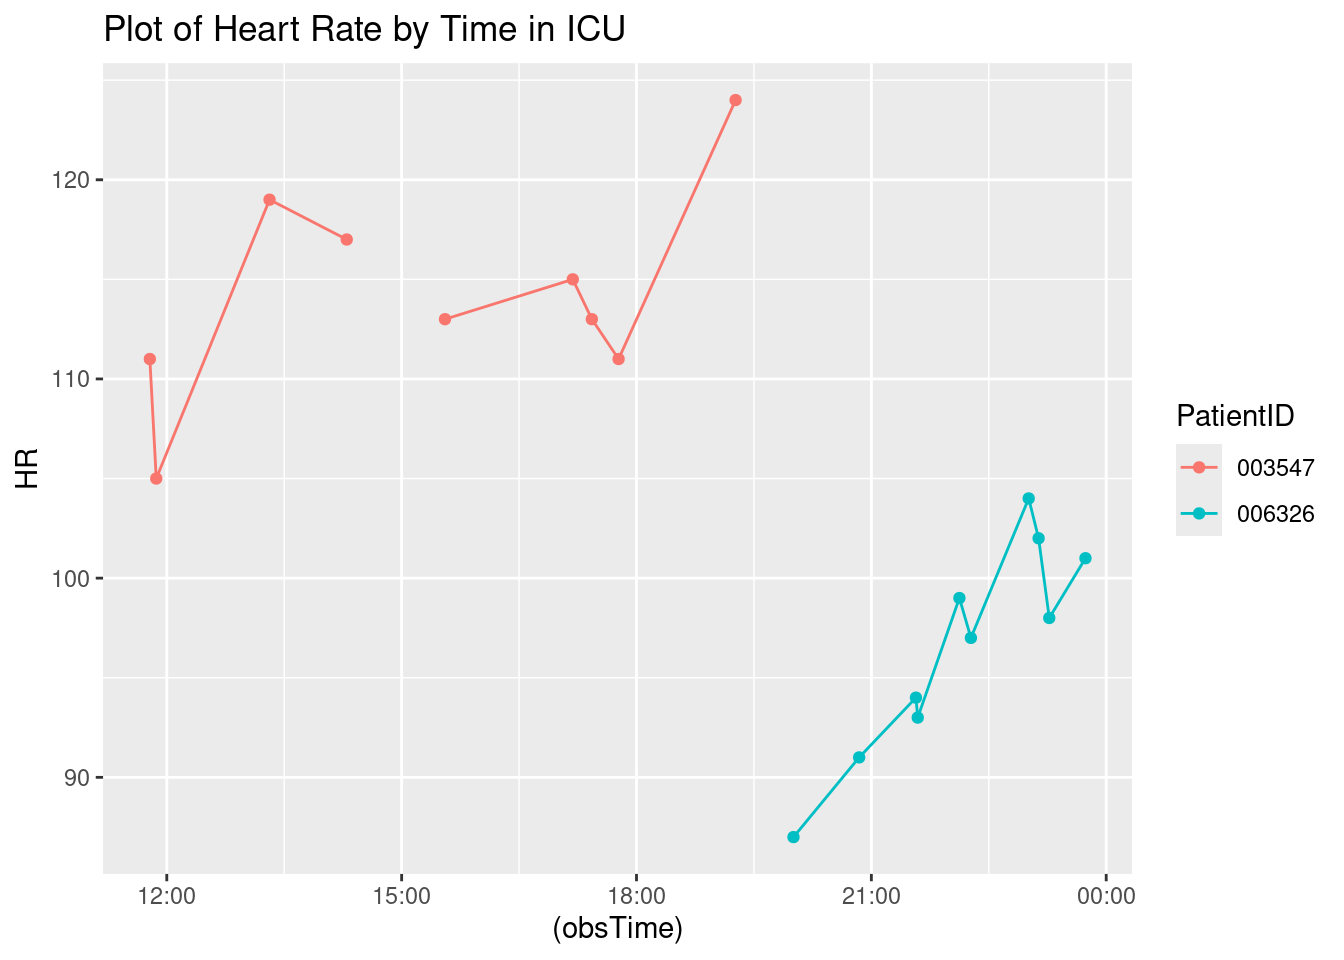 Plot of Heart Rate by Time in ICU
120
110
100
90
HR
12:00 15:00 18:00 21:00 00:00
(obsTime)
PatientID
003547
006326